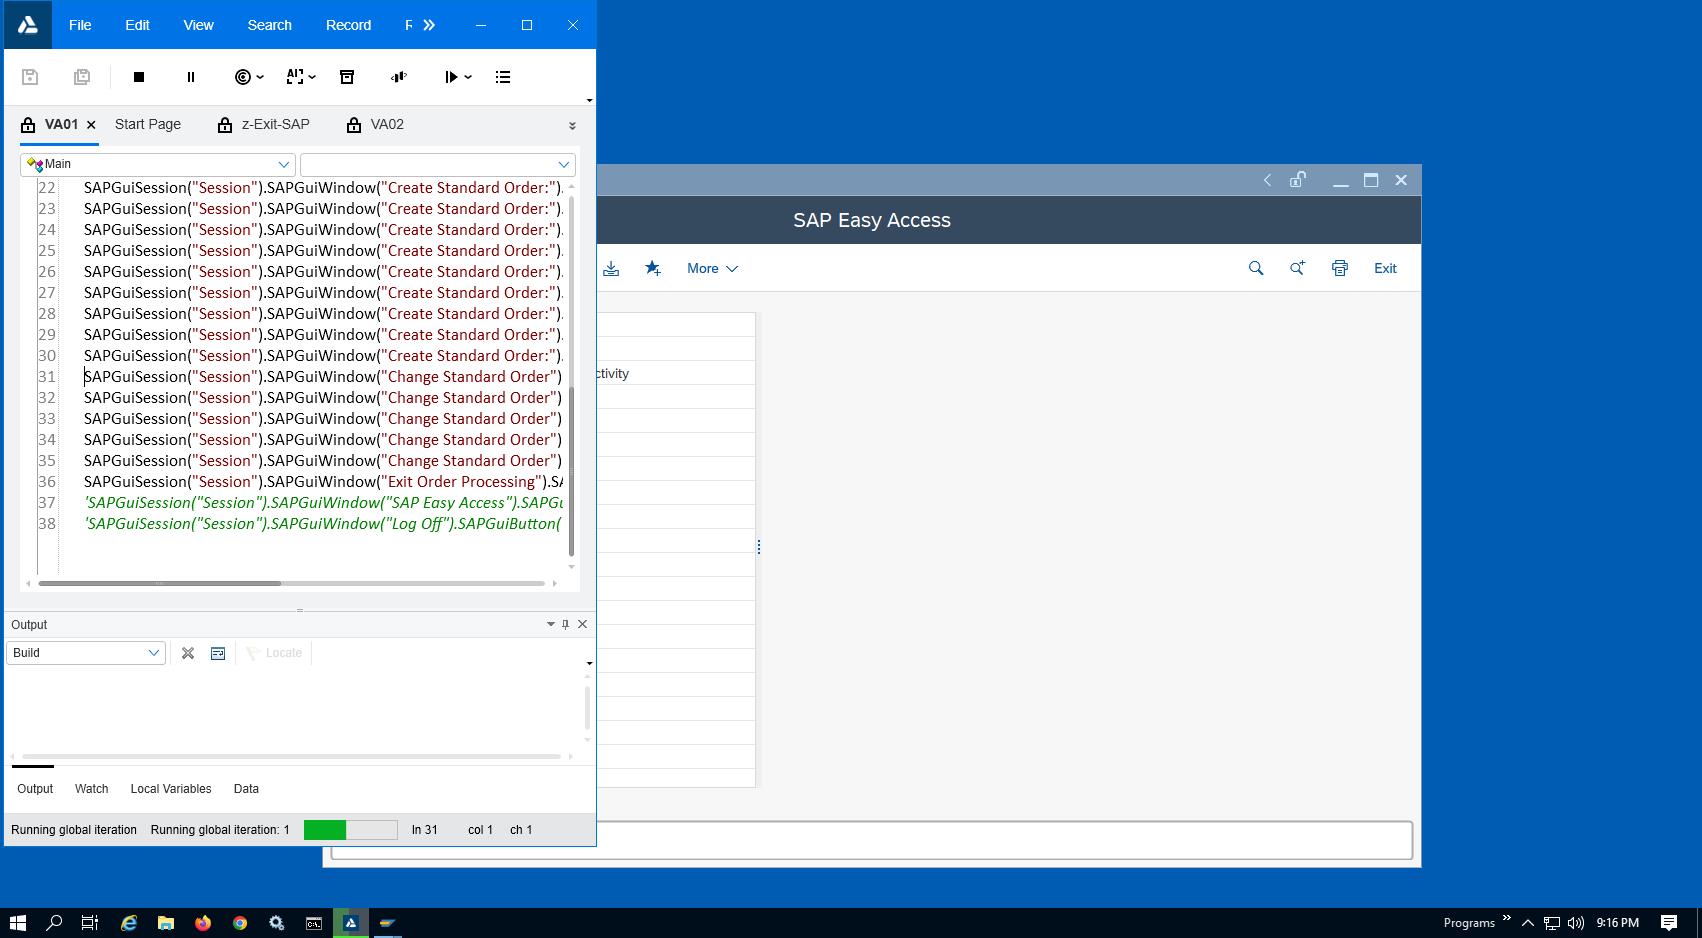 File Edit View Search Record R
VA01 Start Page z-Exit-SAP VA02
Main
22 SAPGuiSession("Session").SAPGuiWindow("Create Standard Order:").
23 SAPGuiSession("Session").SAPGuiWindow("Create Standard Order:").
24 SAPGuiSession("Session").SAPGuiWindow("Create Standard Order:").
25 SAPGuiSession("Session").SAPGuiWindow("Create Standard Order:").
26 SAPGuiSession("Session").SAPGuiWindow("Create Standard Order:").
27 SAPGuiSession("Session").SAPGuiWindow("Create Standard Order:").
28 SAPGuiSession("Session").SAPGuiWindow("Create Standard Order:").
29 SAPGuiSession("Session").SAPGuiWindow("Create Standard Order:").
30 SAPGuiSession("Session").SAPGuiWindow("Create Standard Order:").
31 SAPGuiSession("Session").SAPGuiWindow("Change Standard Order")
32 SAPGuiSession("Session").SAPGuiWindow("Change Standard Order")
33 SAPGuiSession("Session").SAPGuiWindow("Change Standard Order")
34 SAPGuiSession("Session").SAPGuiWindow("Change Standard Order")
35 SAPGuiSession("Session").SAPGuiWindow("Change Standard Order")
36 SAPGuiSession("Session").SAPGuiWindow("Exit Order Processing").SA
37 'SAPGuiSession("Session").SAPGuiWindow("SAP Easy Access").SAPGu
38 'SAPGuiSession("Session").SAPGuiWindow("Log Off").SAPGuiButton(
Output
Build Locate
Output Watch Local Variables Data
Running global iteration Running global iteration: 1 ln 31 col 1 ch 1
SAP Easy Access
More Exit
ctivity
Programs 9:16 PM